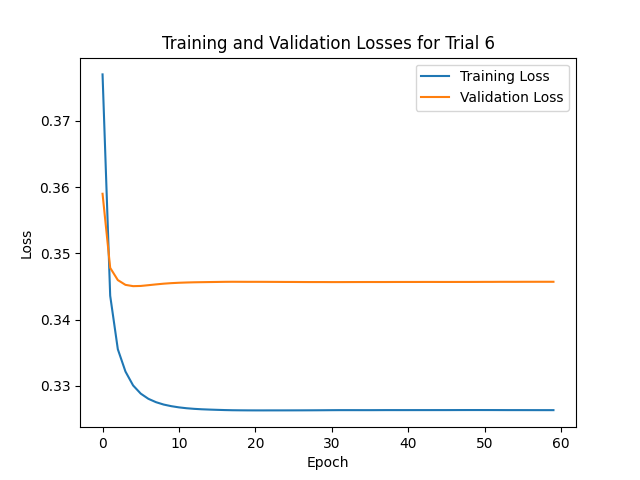 Training and Validation Losses for Trial 6
Training Loss
Validation Loss
Loss
0.37
0.36
0.35
0.34
0.33
0 10 20 30 40 50 60
Epoch